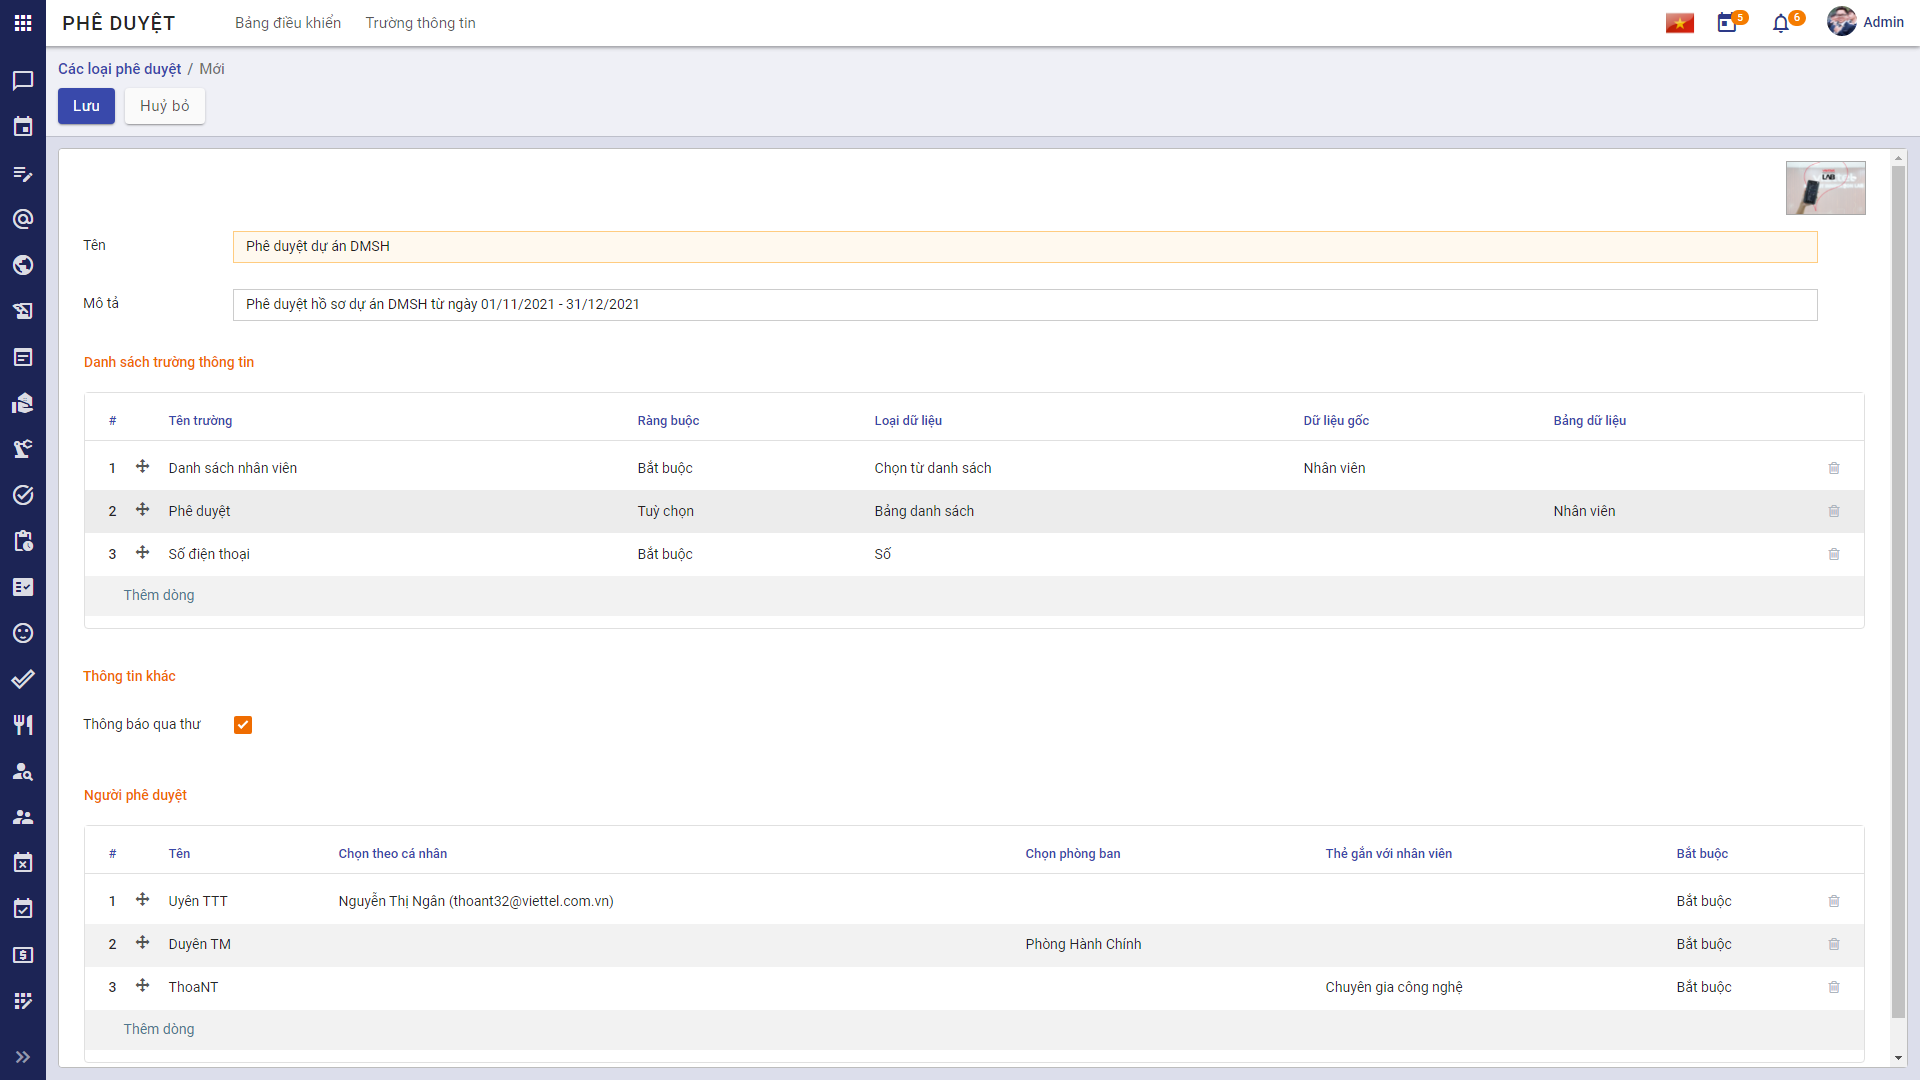 PHÊ DUYỆT Bảng điều khiển Trường thông tin 5 6 Admin
Các loại phê duyệt / Mới
Lưu Huỷ bỏ
LAB
Tên Phê duyệt dự án DMSH
Mô tả Phê duyệt hồ sơ dự án DMSH từ ngày 01/11/2021 - 31/12/2021
Danh sách trường thông tin
# Tên trường Ràng buộc Loại dữ liệu Dữ liệu gốc Bảng dữ liệu
1 Danh sách nhân viên Bắt buộc Chọn từ danh sách Nhân viên
2 Phê duyệt Tuỳ chọn Bảng danh sách Nhân viên
3 Số điện thoại Bắt buộc Số
Thêm dòng
Thông tin khác
Thông báo qua thư
Người phê duyệt
# Tên Chọn theo cá nhân Chọn phòng ban Thẻ gắn với nhân viên Bắt buộc
1 Uyên TTT Nguyễn Thị Ngân (thoant32@viettel.com.vn) Bắt buộc
2 Duyên TM Phòng Hành Chính Bắt buộc
3 ThoaNT Chuyên gia công nghệ Bắt buộc
Thêm dòng